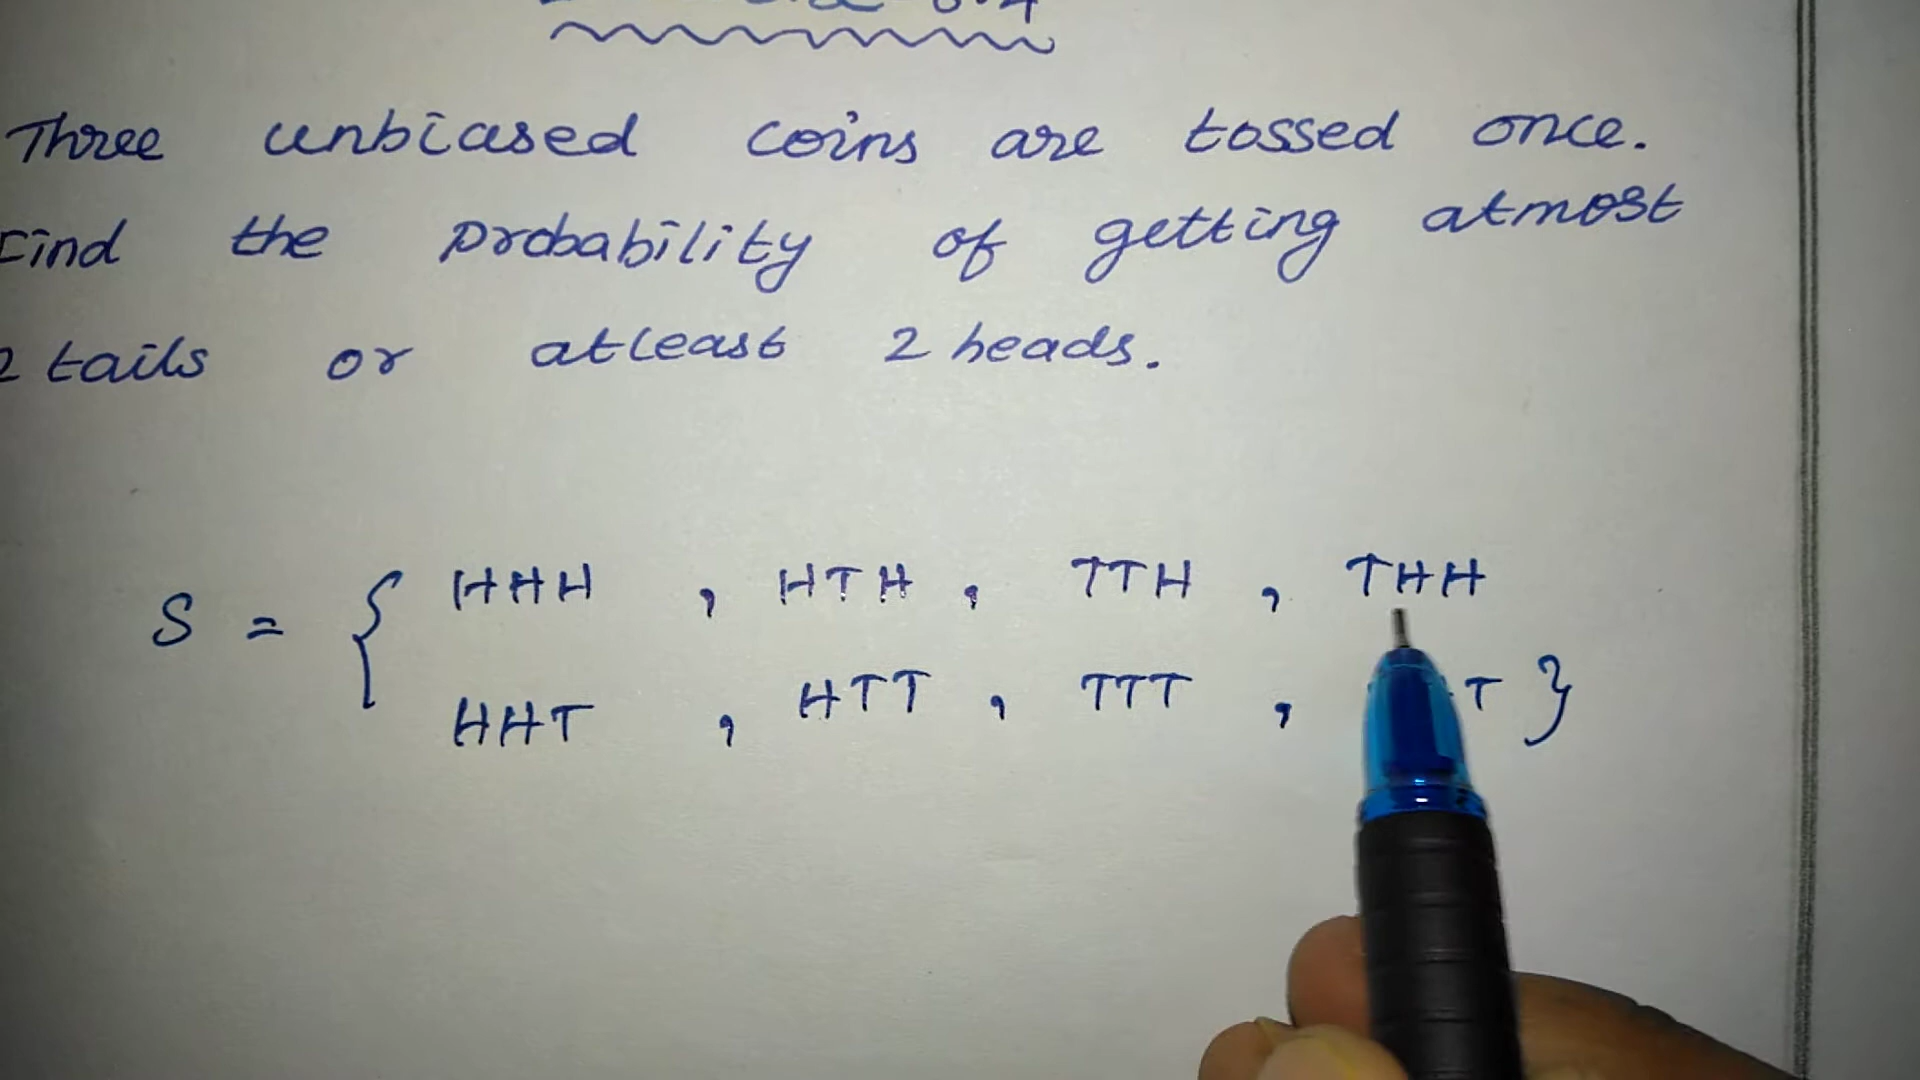 Three unbiased coins are tossed once.
Find the probability of getting atmost
2 tails or atleast 2 heads.
S = { HHH , HTH , TTH , THH
HHT , HTT , TTT , T }